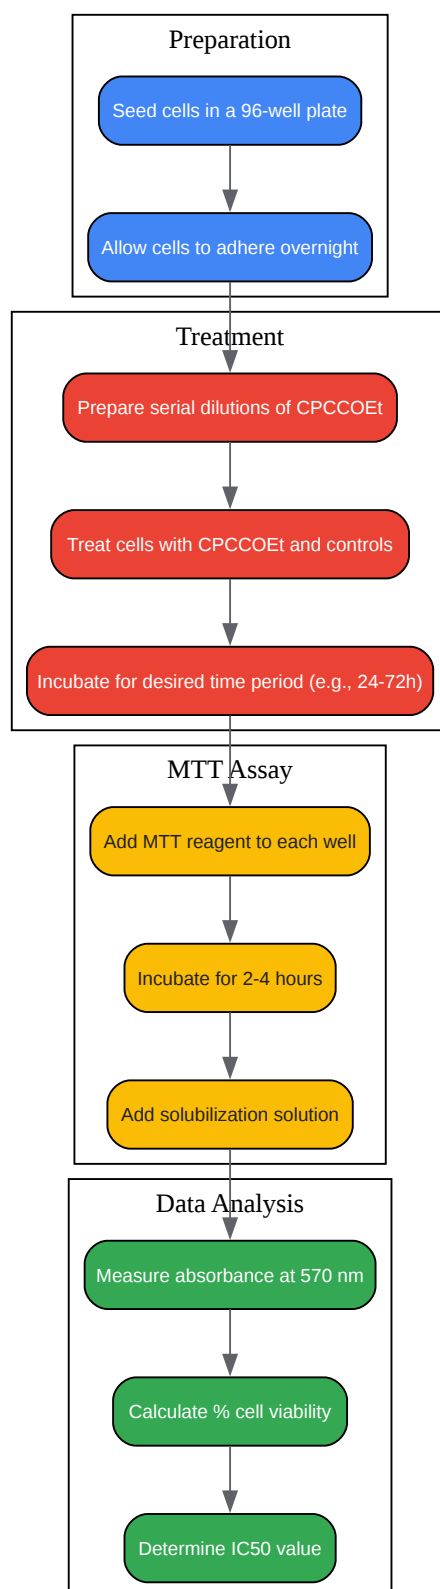 Preparation
Seed cells in a 96-well plate
Allow cells to adhere overnight
Treatment
Prepare serial dilutions of CPCCOEt
Treat cells with CPCCOEt and controls
Incubate for desired time period (e.g., 24-72h)
MTT Assay
Add MTT reagent to each well
Incubate for 2-4 hours
Add solubilization solution
Data Analysis
Measure absorbance at 570 nm
Calculate % cell viability
Determine IC50 value